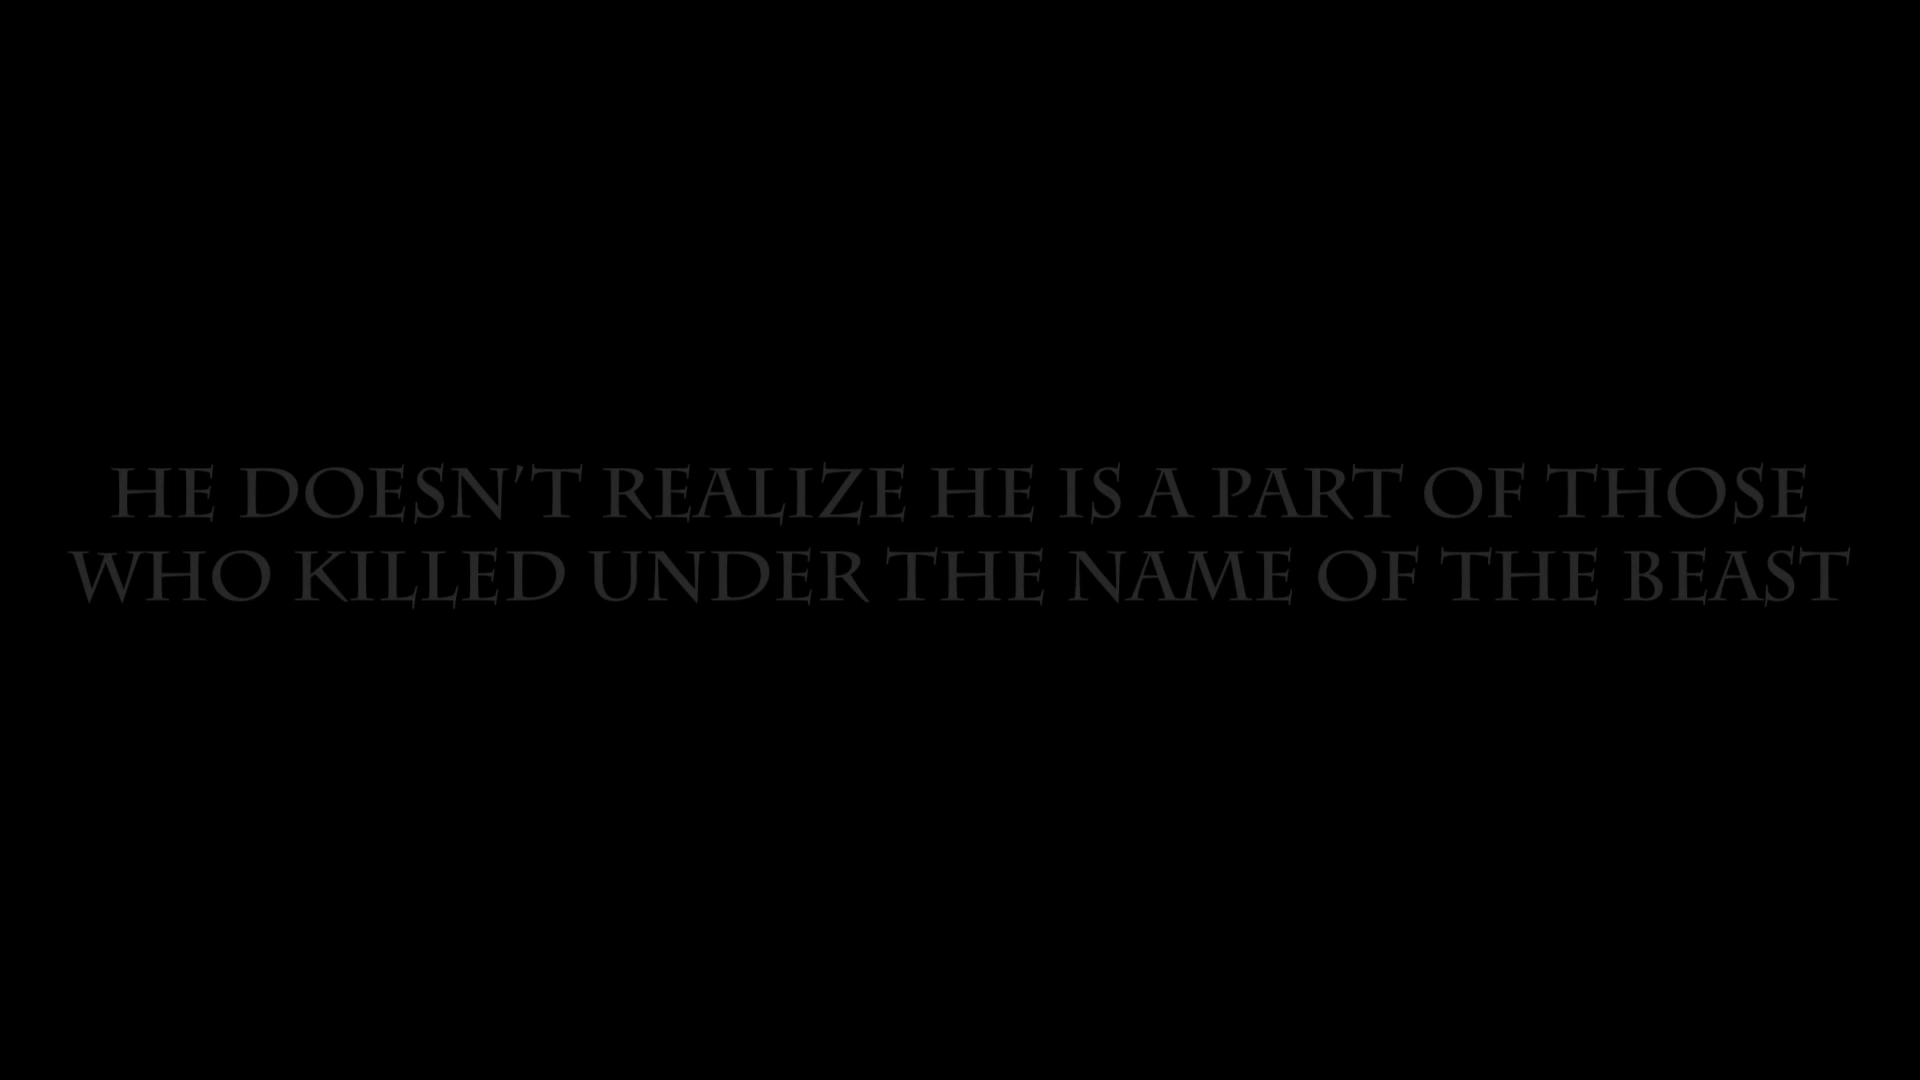 HE DOESN'T REALIZE HE IS A PART OF THOSE
WHO KILLED UNDER THE NAME OF THE BEAST